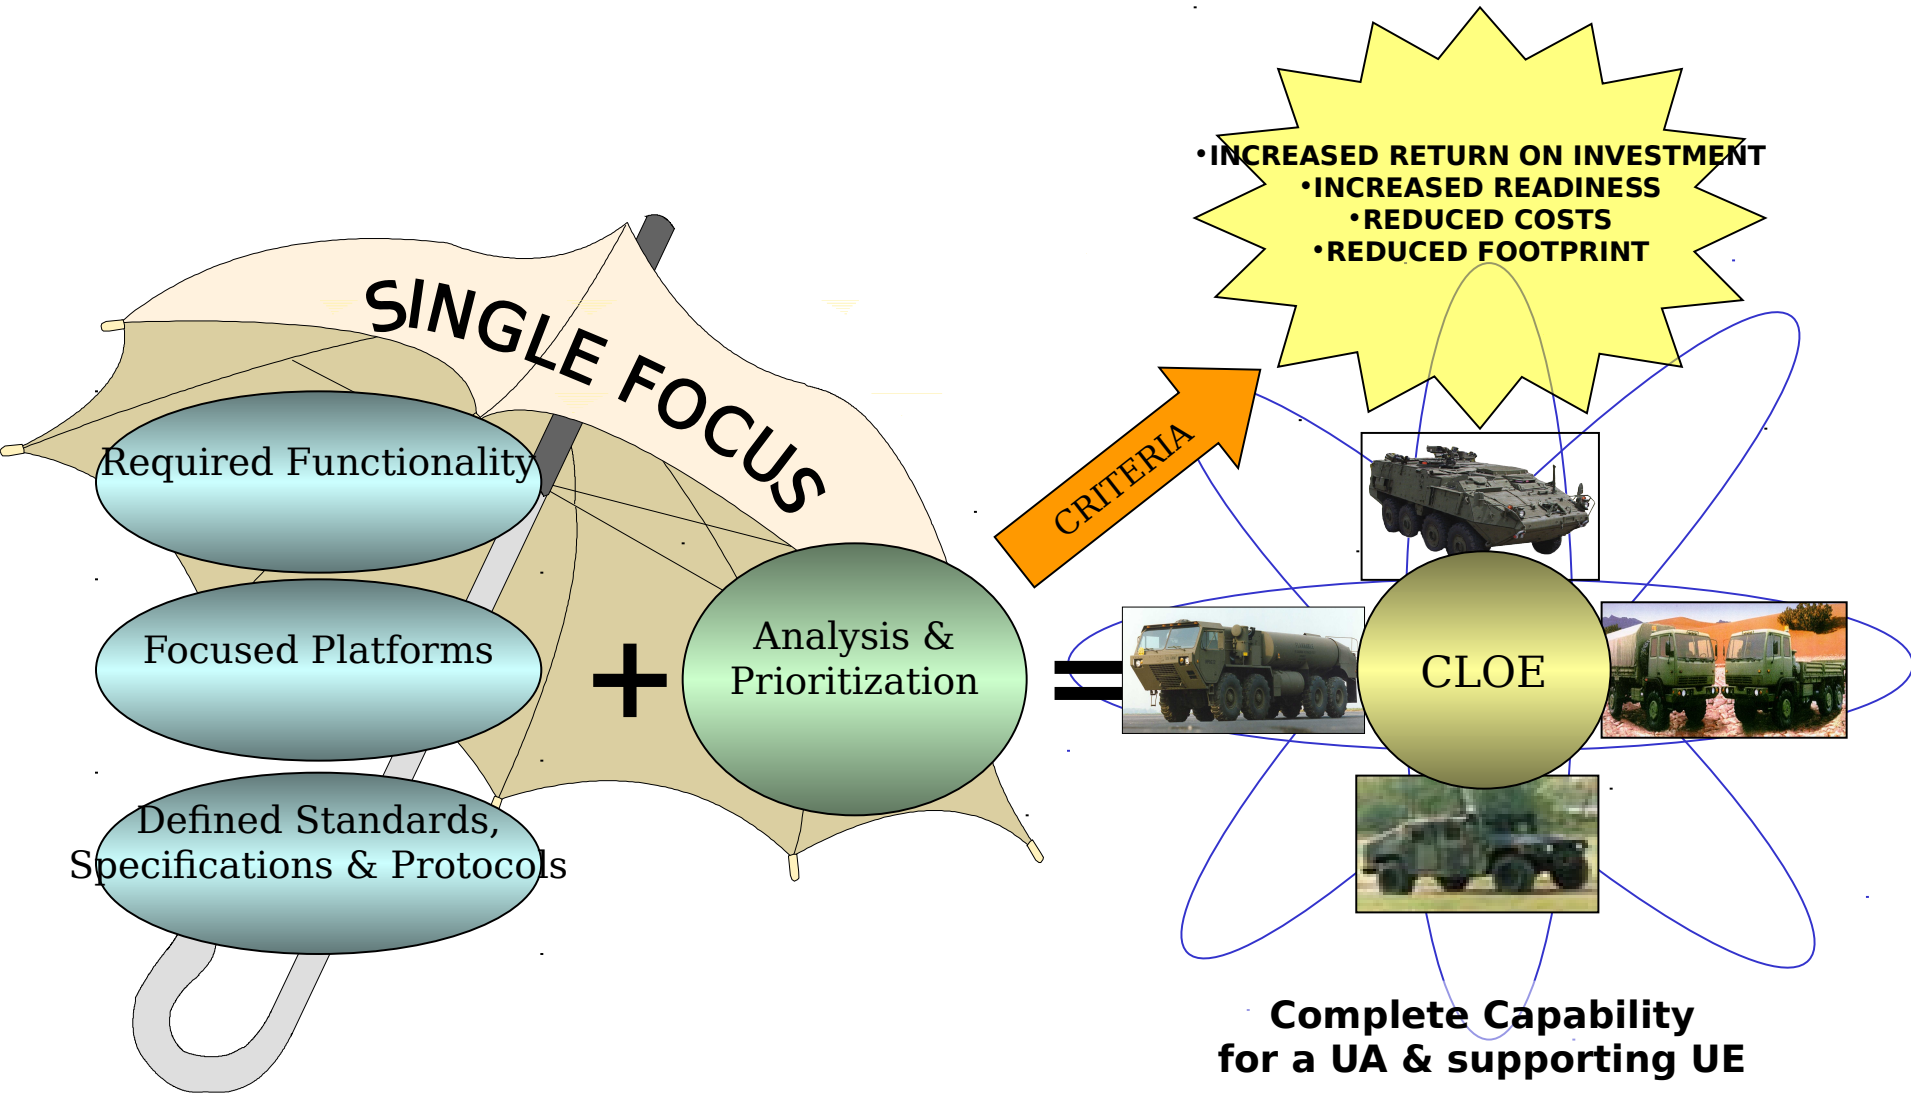 •INCREASED RETURN ON INVESTMENT
•INCREASED READINESS
•REDUCED COSTS
•REDUCED FOOTPRINT
SINGLE FOCUS
CRITERIA
Required Functionality
Focused Platforms
Defined Standards,
Specifications & Protocols
+
Analysis &
Prioritization
=
CLOE
Complete Capability
for a UA & supporting UE